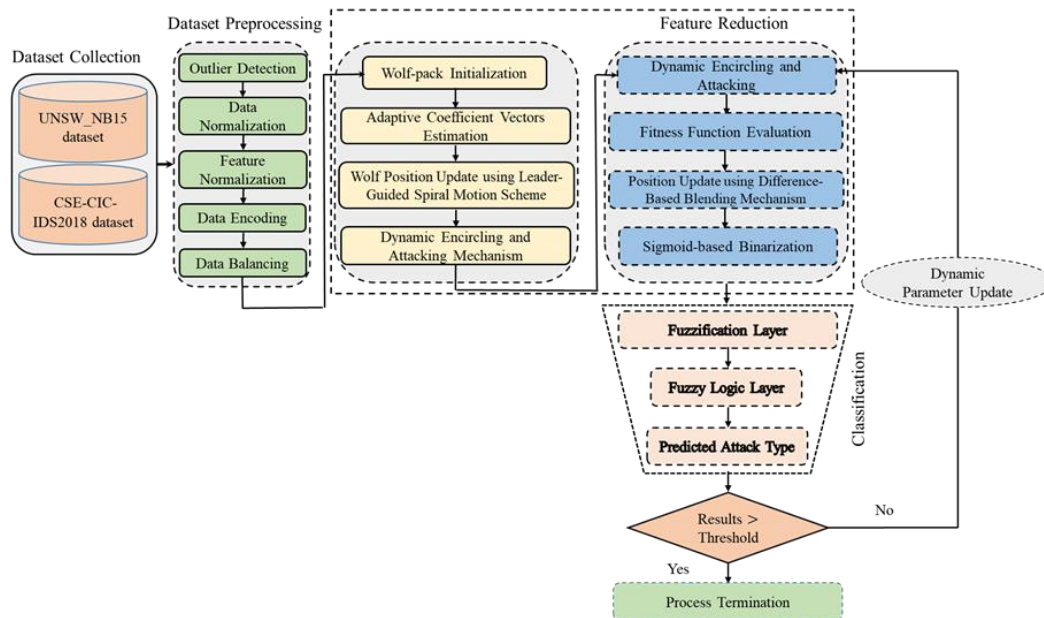 Dataset Collection
UNSW_NB15
dataset
CSE-CIC-
IDS2018 dataset
Dataset Preprocessing
Outlier Detection
Data
Normalization
Feature
Normalization
Data Encoding
Data Balancing
Feature Reduction
Wolf-pack Initialization
Adaptive Coefficient Vectors
Estimation
Wolf Position Update using Leader-
Guided Spiral Motion Scheme
Dynamic Encircling and
Attacking Mechanism
Dynamic Encircling and
Attacking
Fitness Function Evaluation
Position Update using Difference-
Based Blending Mechanism
Sigmoid-based Binarization
Dynamic
Parameter Update
Fuzzification Layer
Fuzzy Logic Layer
Predicted Attack Type
Classification
Results >
Threshold
No
Yes
Process Termination